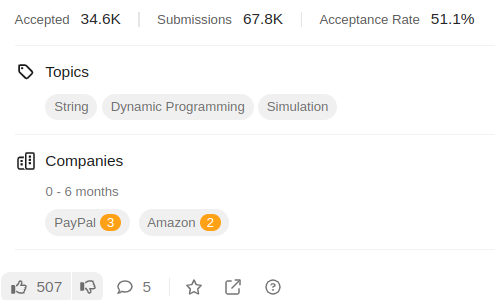 Accepted 34.6K Submissions 67.8K Acceptance Rate 51.1%
Topics
String Dynamic Programming Simulation
Companies
0 - 6 months
PayPal 3 Amazon 2
507 5